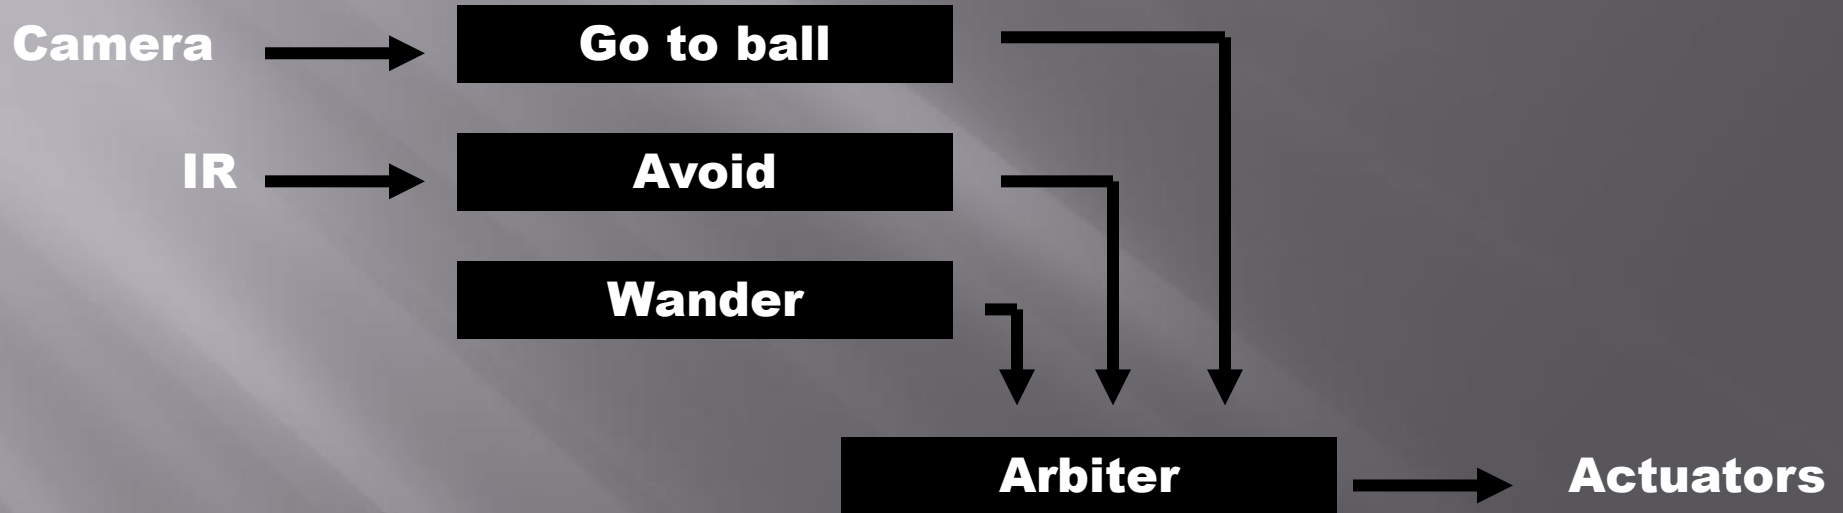 Camera
Go to ball
IR
Avoid
Wander
Arbiter
Actuators